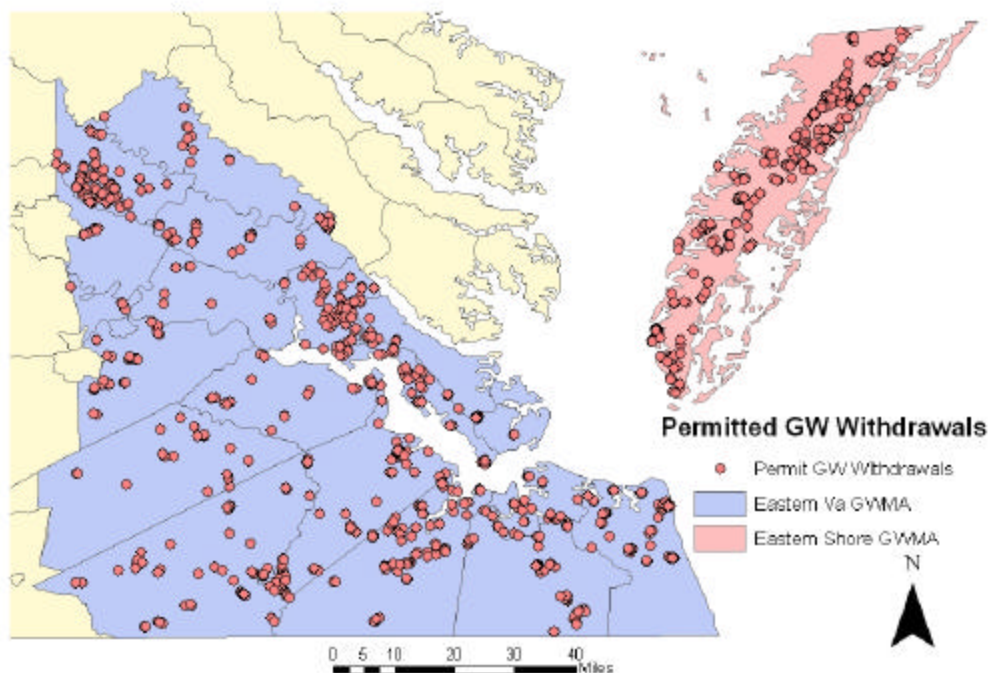 Permitted GW Withdrawals
Permit GW Withdrawals
Eastern Va GWMA
Eastern Shore GWMA
N
0 5 10 20 30 40
Miles